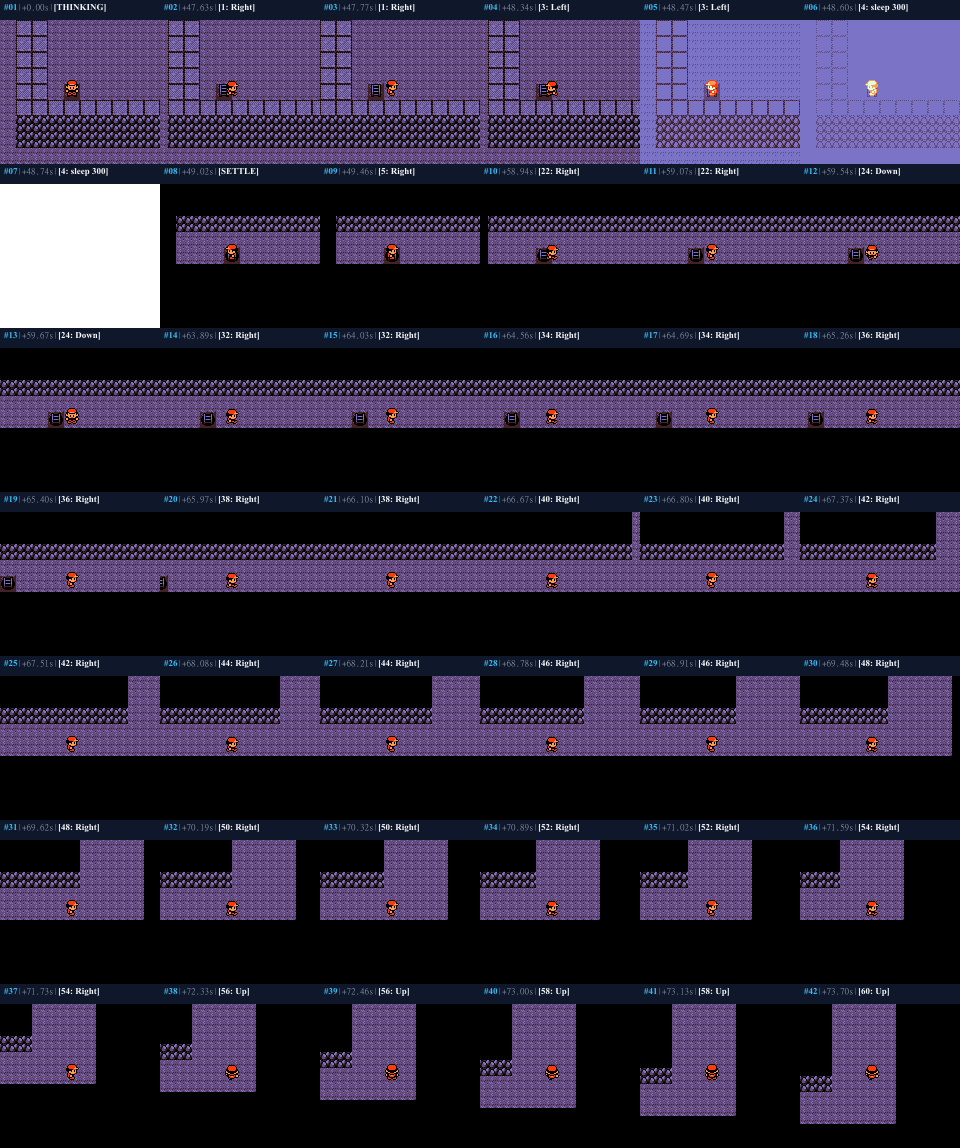 #01|+0.00s|[THINKING]
#02|+47.63s|[1: Right]
#03|+47.77s|[1: Right]
#04|+48.34s|[3: Left]
#05|+48.47s|[3: Left]
#06|+48.60s|[4: sleep 300]
#07|+48.74s|[4: sleep 300]
#08|+49.02s|[SETTLE]
#09|+49.46s|[5: Right]
#10|+58.94s|[22: Right]
#11|+59.07s|[22: Right]
#12|+59.54s|[24: Down]
#13|+59.67s|[24: Down]
#14|+63.89s|[32: Right]
#15|+64.03s|[32: Right]
#16|+64.56s|[34: Right]
#17|+64.69s|[34: Right]
#18|+65.26s|[36: Right]
#19|+65.40s|[36: Right]
#20|+65.97s|[38: Right]
#21|+66.10s|[38: Right]
#22|+66.67s|[40: Right]
#23|+66.80s|[40: Right]
#24|+67.37s|[42: Right]
#25|+67.51s|[42: Right]
#26|+68.08s|[44: Right]
#27|+68.21s|[44: Right]
#28|+68.78s|[46: Right]
#29|+68.91s|[46: Right]
#30|+69.48s|[48: Right]
#31|+69.62s|[48: Right]
#32|+70.19s|[50: Right]
#33|+70.32s|[50: Right]
#34|+70.89s|[52: Right]
#35|+71.02s|[52: Right]
#36|+71.59s|[54: Right]
#37|+71.73s|[54: Right]
#38|+72.33s|[56: Up]
#39|+72.46s|[56: Up]
#40|+73.00s|[58: Up]
#41|+73.13s|[58: Up]
#42|+73.70s|[60: Up]